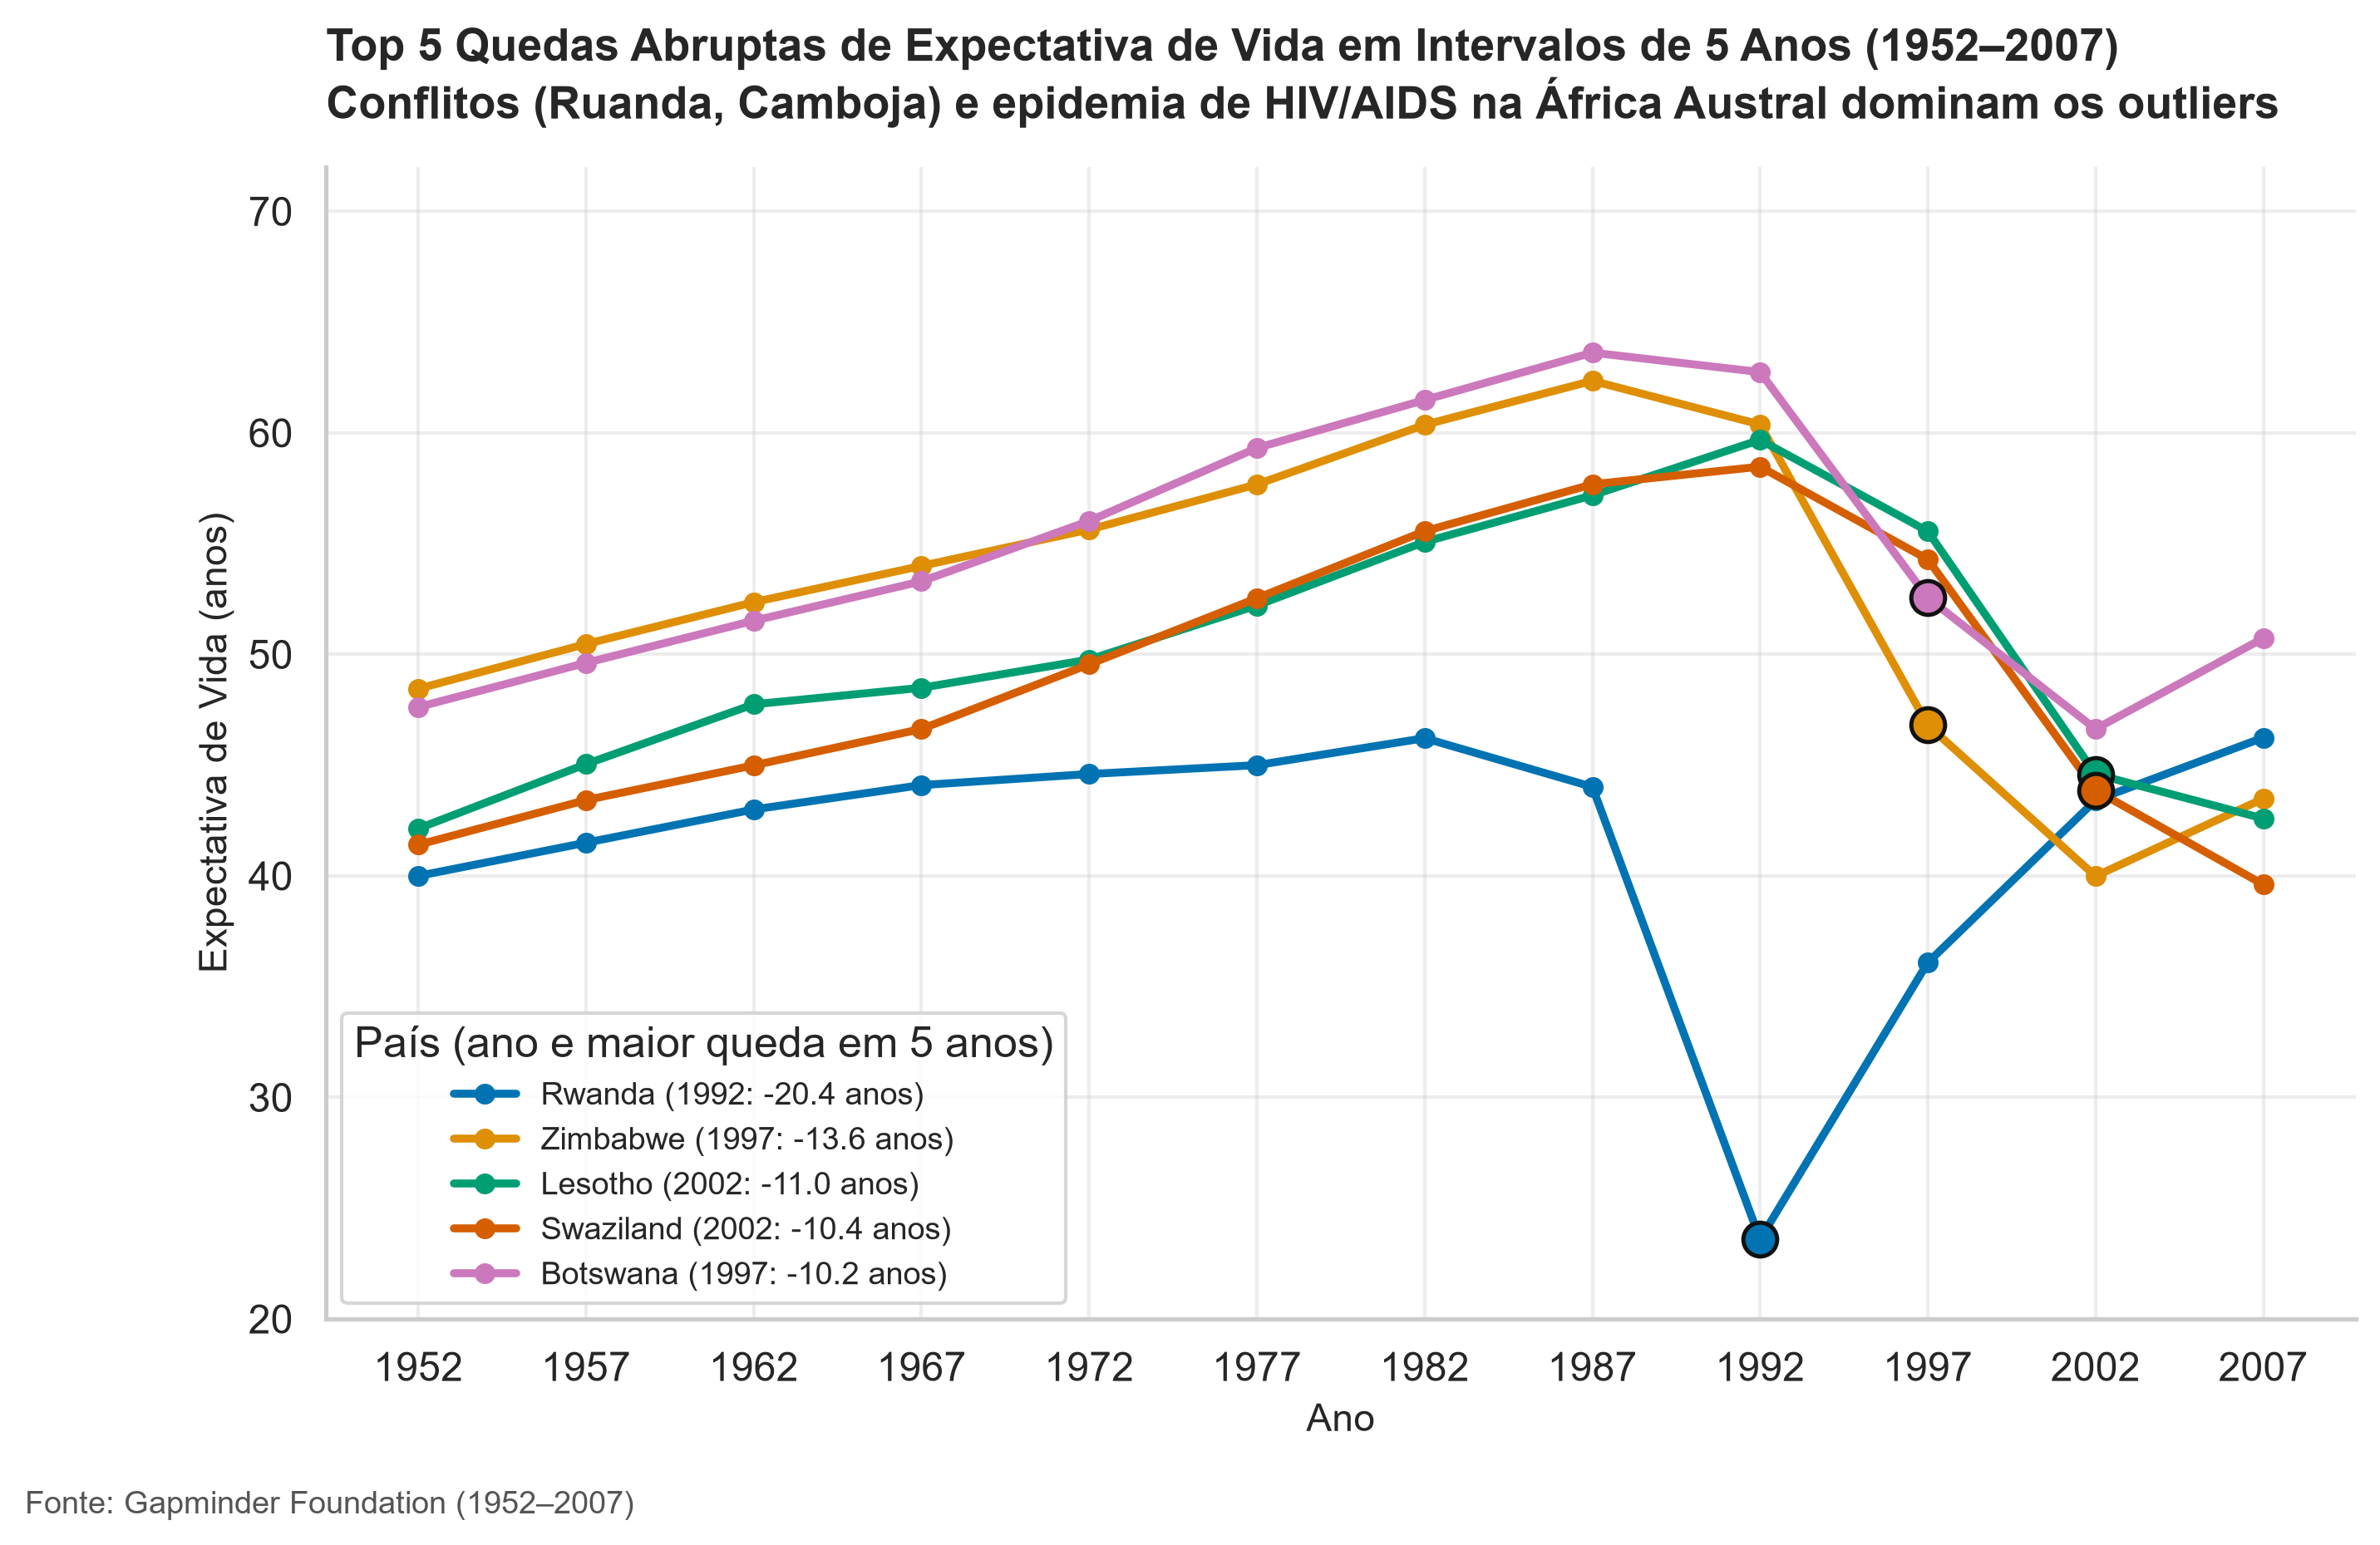 Top 5 Quedas Abruptas de Expectativa de Vida em Intervalos de 5 Anos (1952–2007)
Conflitos (Ruanda, Camboja) e epidemia de HIV/AIDS na África Austral dominam os outliers
70
60
50
40
30
20
Expectativa de Vida (anos)
País (ano e maior queda em 5 anos)
Rwanda (1992: -20.4 anos)
Zimbabwe (1997: -13.6 anos)
Lesotho (2002: -11.0 anos)
Swaziland (2002: -10.4 anos)
Botswana (1997: -10.2 anos)
1952 1957 1962 1967 1972 1977 1982 1987 1992 1997 2002 2007
Ano
Fonte: Gapminder Foundation (1952–2007)